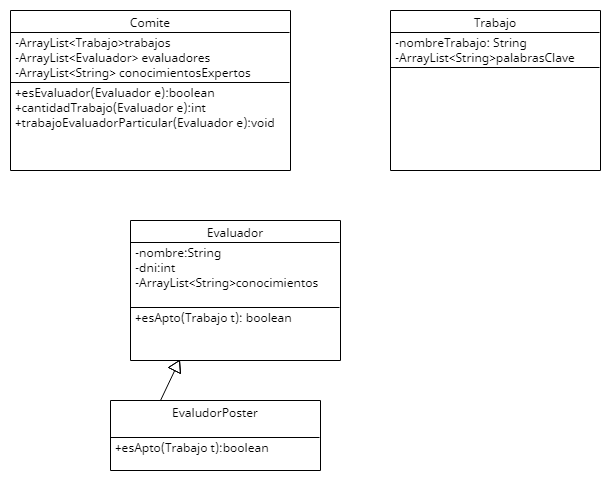 Comite
-ArrayList<Trabajo>trabajos
-ArrayList<Evaluador> evaluadores
-ArrayList<String> conocimientosExpertos
+esEvaluador(Evaluador e):boolean
+cantidadTrabajo(Evaluador e):int
+trabajoEvaluadorParticular(Evaluador e):void
Trabajo
-nombreTrabajo: String
-ArrayList<String>palabrasClave
Evaluador
-nombre:String
-dni:int
-ArrayList<String>conocimientos
+esApto(Trabajo t): boolean
EvaludorPoster
+esApto(Trabajo t):boolean